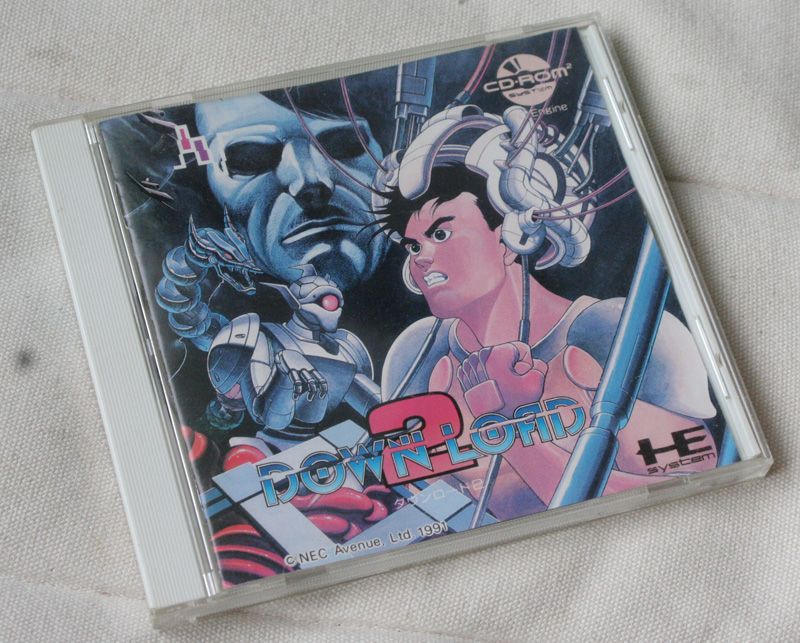 CD·ROM²
SYSTEM
Engine
2
DOWN·LOAD
ダウンロード2
© NEC Avenue, Ltd. 1991
HE
SYSTEM